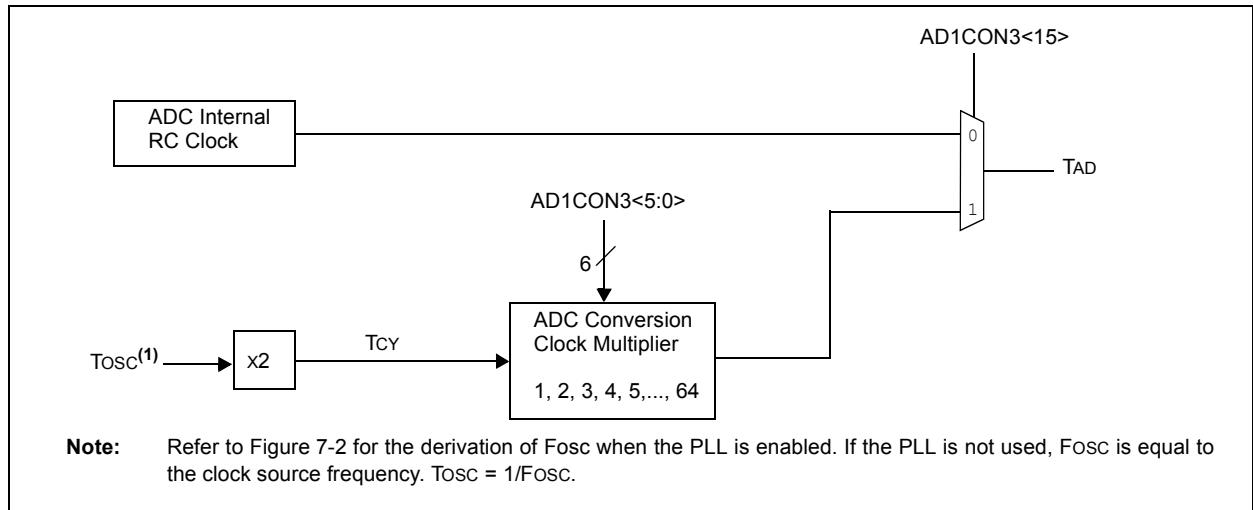 AD1CON3<15>
ADC Internal
RC Clock
0
TAD
AD1CON3<5:0>
1
6
ADC Conversion
Clock Multiplier
TOSC(1)
X2
TCY
1, 2, 3, 4, 5,..., 64
Note: Refer to Figure 7-2 for the derivation of Fosc when the PLL is enabled. If the PLL is not used, FOSC is equal to
the clock source frequency. TOSC = 1/FOSC.